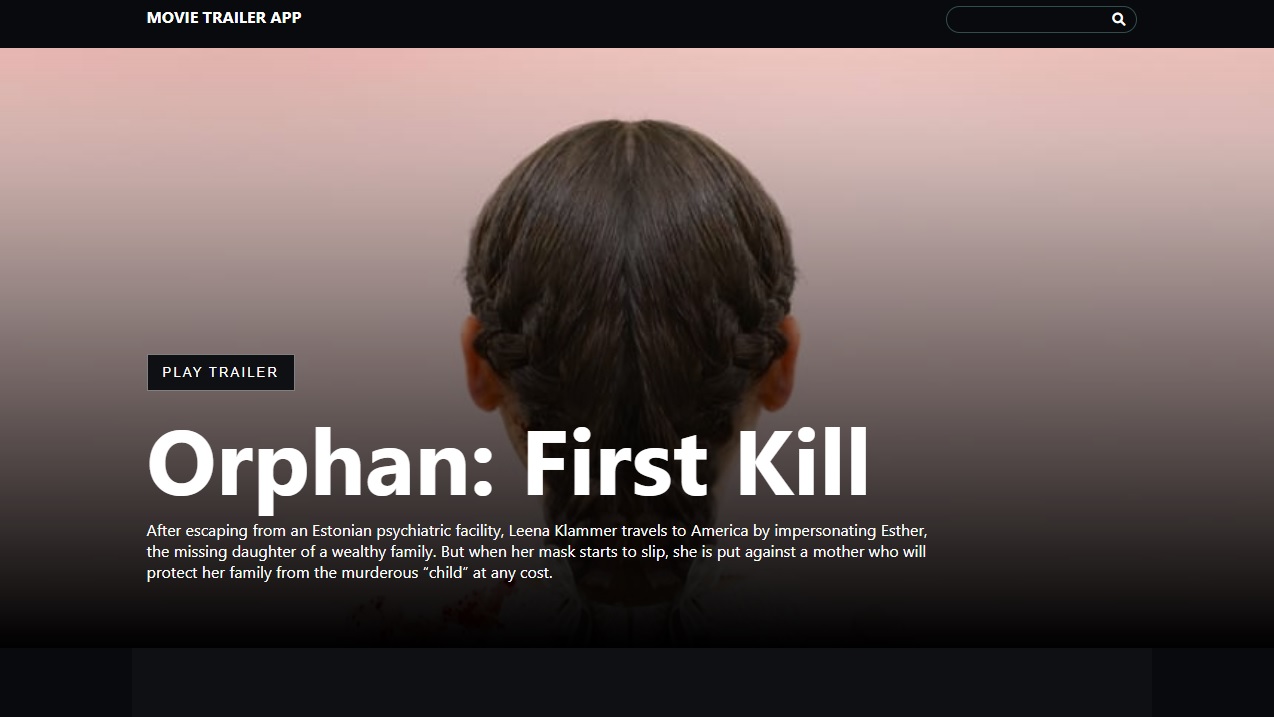 MOVIE TRAILER APP
PLAY TRAILER
Orphan: First Kill
After escaping from an Estonian psychiatric facility, Leena Klammer travels to America by impersonating Esther,
the missing daughter of a wealthy family. But when her mask starts to slip, she is put against a mother who will
protect her family from the murderous “child” at any cost.